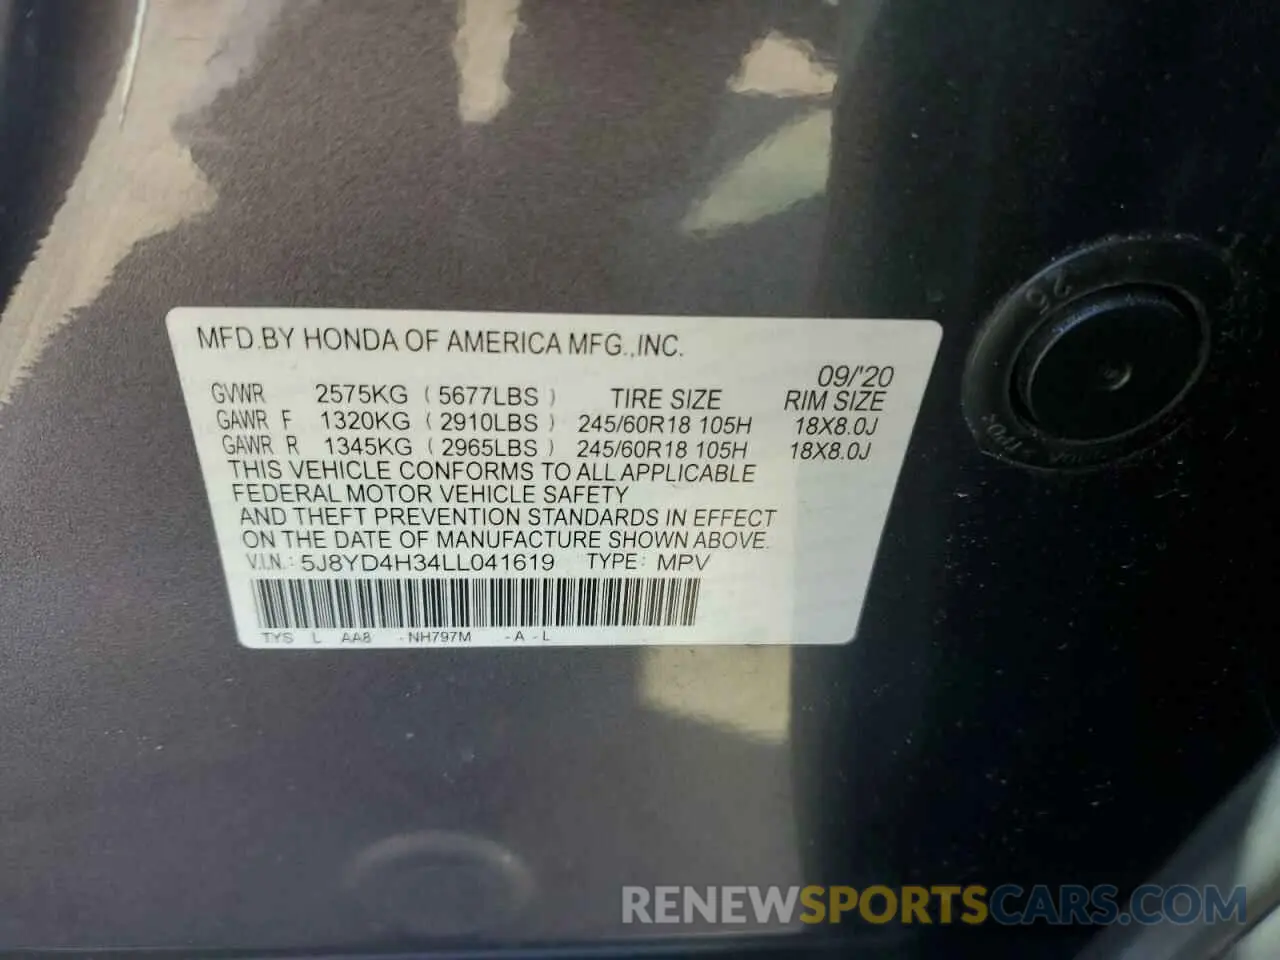 MFD.BY HONDA OF AMERICA MFG.,INC.
09/'20
GVWR 2575KG ( 5677LBS ) TIRE SIZE RIM SIZE
GAWR F 1320KG ( 2910LBS ) 245/60R18 105H 18X8.0J
GAWR R 1345KG ( 2965LBS ) 245/60R18 105H 18X8.0J
THIS VEHICLE CONFORMS TO ALL APPLICABLE
FEDERAL MOTOR VEHICLE SAFETY
AND THEFT PREVENTION STANDARDS IN EFFECT
ON THE DATE OF MANUFACTURE SHOWN ABOVE.
V.I.N.: 5J8YD4H34LL041619 TYPE: MPV
TYS L AA8 -NH797M -A-L
26
RENEWSPORTSCARS.COM